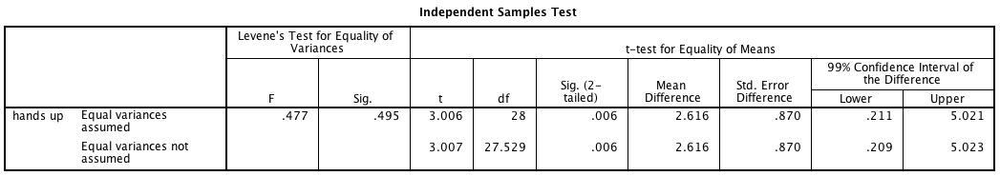 Independent Samples Test
Levene's Test for Equality of
Variances
t-test for Equality of Means
99% Confidence Interval of
the Difference
F Sig. t df Sig. (2-
tailed) Mean
Difference Std. Error
Difference Lower Upper
hands up Equal variances
assumed .477 .495 3.006 28 .006 2.616 .870 .211 5.021
Equal variances not
assumed 3.007 27.529 .006 2.616 .870 .209 5.023